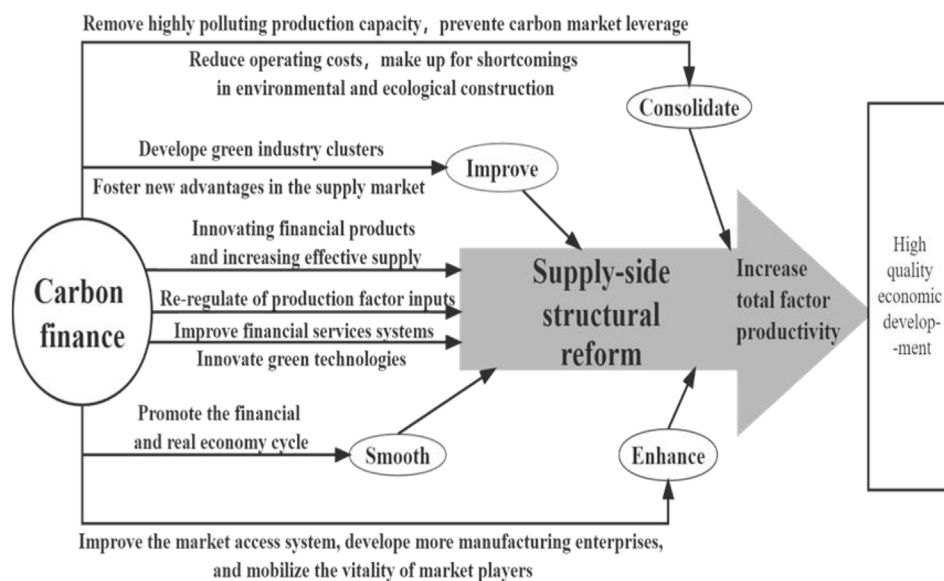 Remove highly polluting production capacity, prevente carbon market leverage
Reduce operating costs, make up for shortcomings
in environmental and ecological construction
Consolidate
Develope green industry clusters
Improve
Foster new advantages in the supply market
Innovating financial products
and increasing effective supply
Carbon
finance
Re-regulate of production factor inputs
Improve financial services systems
Innovate green technologies
Supply-side
structural
reform
Increase
total factor
productivity
High
quality
economic
develop-
-ment
Promote the financial
and real economy cycle
Smooth
Enhance
Improve the market access system, develope more manufacturing enterprises,
and mobilize the vitality of market players